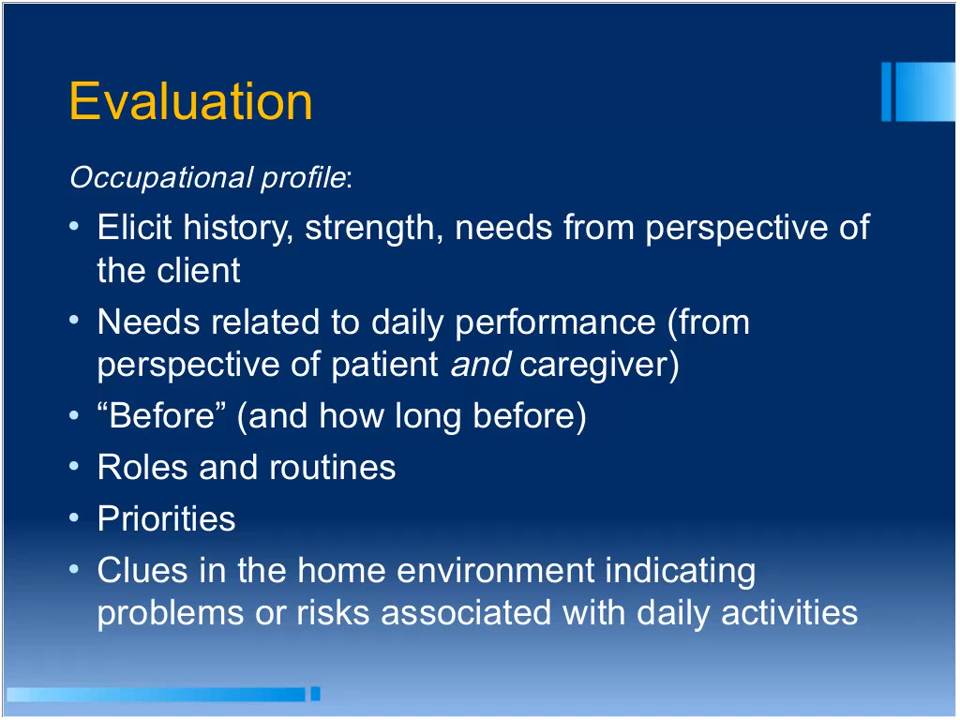 Evaluation
Occupational profile:
• Elicit history, strength, needs from perspective of
the client
• Needs related to daily performance (from
perspective of patient and caregiver)
• “Before” (and how long before)
• Roles and routines
• Priorities
• Clues in the home environment indicating
problems or risks associated with daily activities